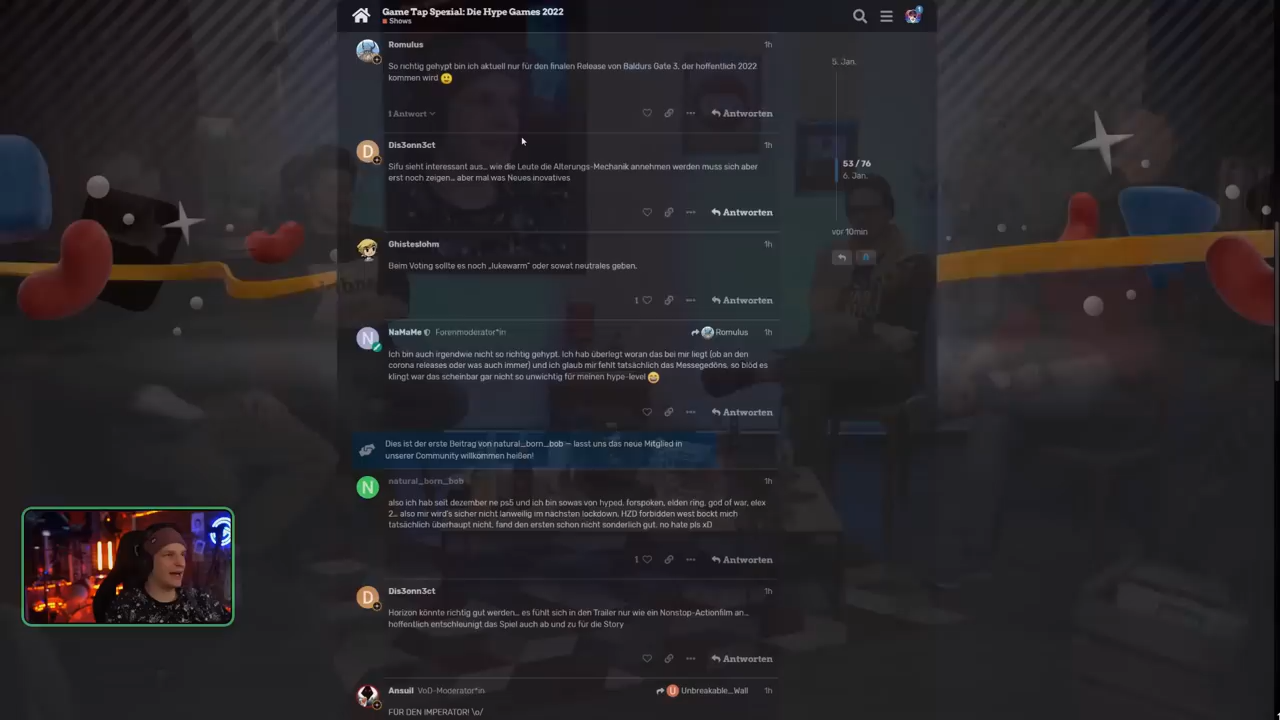 Game Tap Spezial: Die Hype Games 2022
Shows
Romulus
1h
So rchtig gehypt bin ich aktuell nur für den finalen Release von Baldurs Gate 3, der hoffentlich 2022
kommen wird
1 Antwort
Antworten
5. Jan.
53 / 76
6. Jan.
vor 10min
D
Dis3onn3ct
1h
Sifu sieht interessant aus… wie die Leute die Alterungs-Mechanik annehmen werden muss sich aber
erst noch zeigen… aber mal was Neues inovatives
Antworten
Ghisteslohm
1h
Beim Voting sollte es noch „lukewarm" oder sowat neutrales geben.
1
Antworten
N
NaMaMe Forenmoderator*in
Romulus 1h
Ich bin auch irgendwie nicht so richtig gehypt. Ich hab überlegt woran das bei mir liegt (ob an den
corona releases oder was auch immer) und ich glaub mir fehlt tatsächlich das Messegedöns, so blöd es
klingt war das scheinbar gar nicht so unwichtig für meinen hype-level
Antworten
Dies ist der erste Beitrag von natural_born_bob — lasst uns das neue Mitglied in
unserer Community willkommen heißen!
N
natural_born_bob
1h
also ich hab seit dezember ne ps5 und ich bin sowas von hyped, forspoken, elden ring, god of war, elex
2… also mir wird's sicher nicht lanweilig im nächsten lockdown, HZD forbidden west bockt mich
tatsächlich überhaupt nicht, fand den ersten schon nicht sonderlich gut. no hate pls xD
1
Antworten
D
Dis3onn3ct
1h
Horizon könnte richtig gut werden… es fühlt sich in den Trailer nur wie ein Nonstop-Actionfilm an…
hoffentlich entschleunigt das Spiel auch ab und zu für die Story
Antworten
Ansuil VoD-Moderator*in
U Unbreakable_Wall 1h
FÜR DEN IMPERATOR! \o/